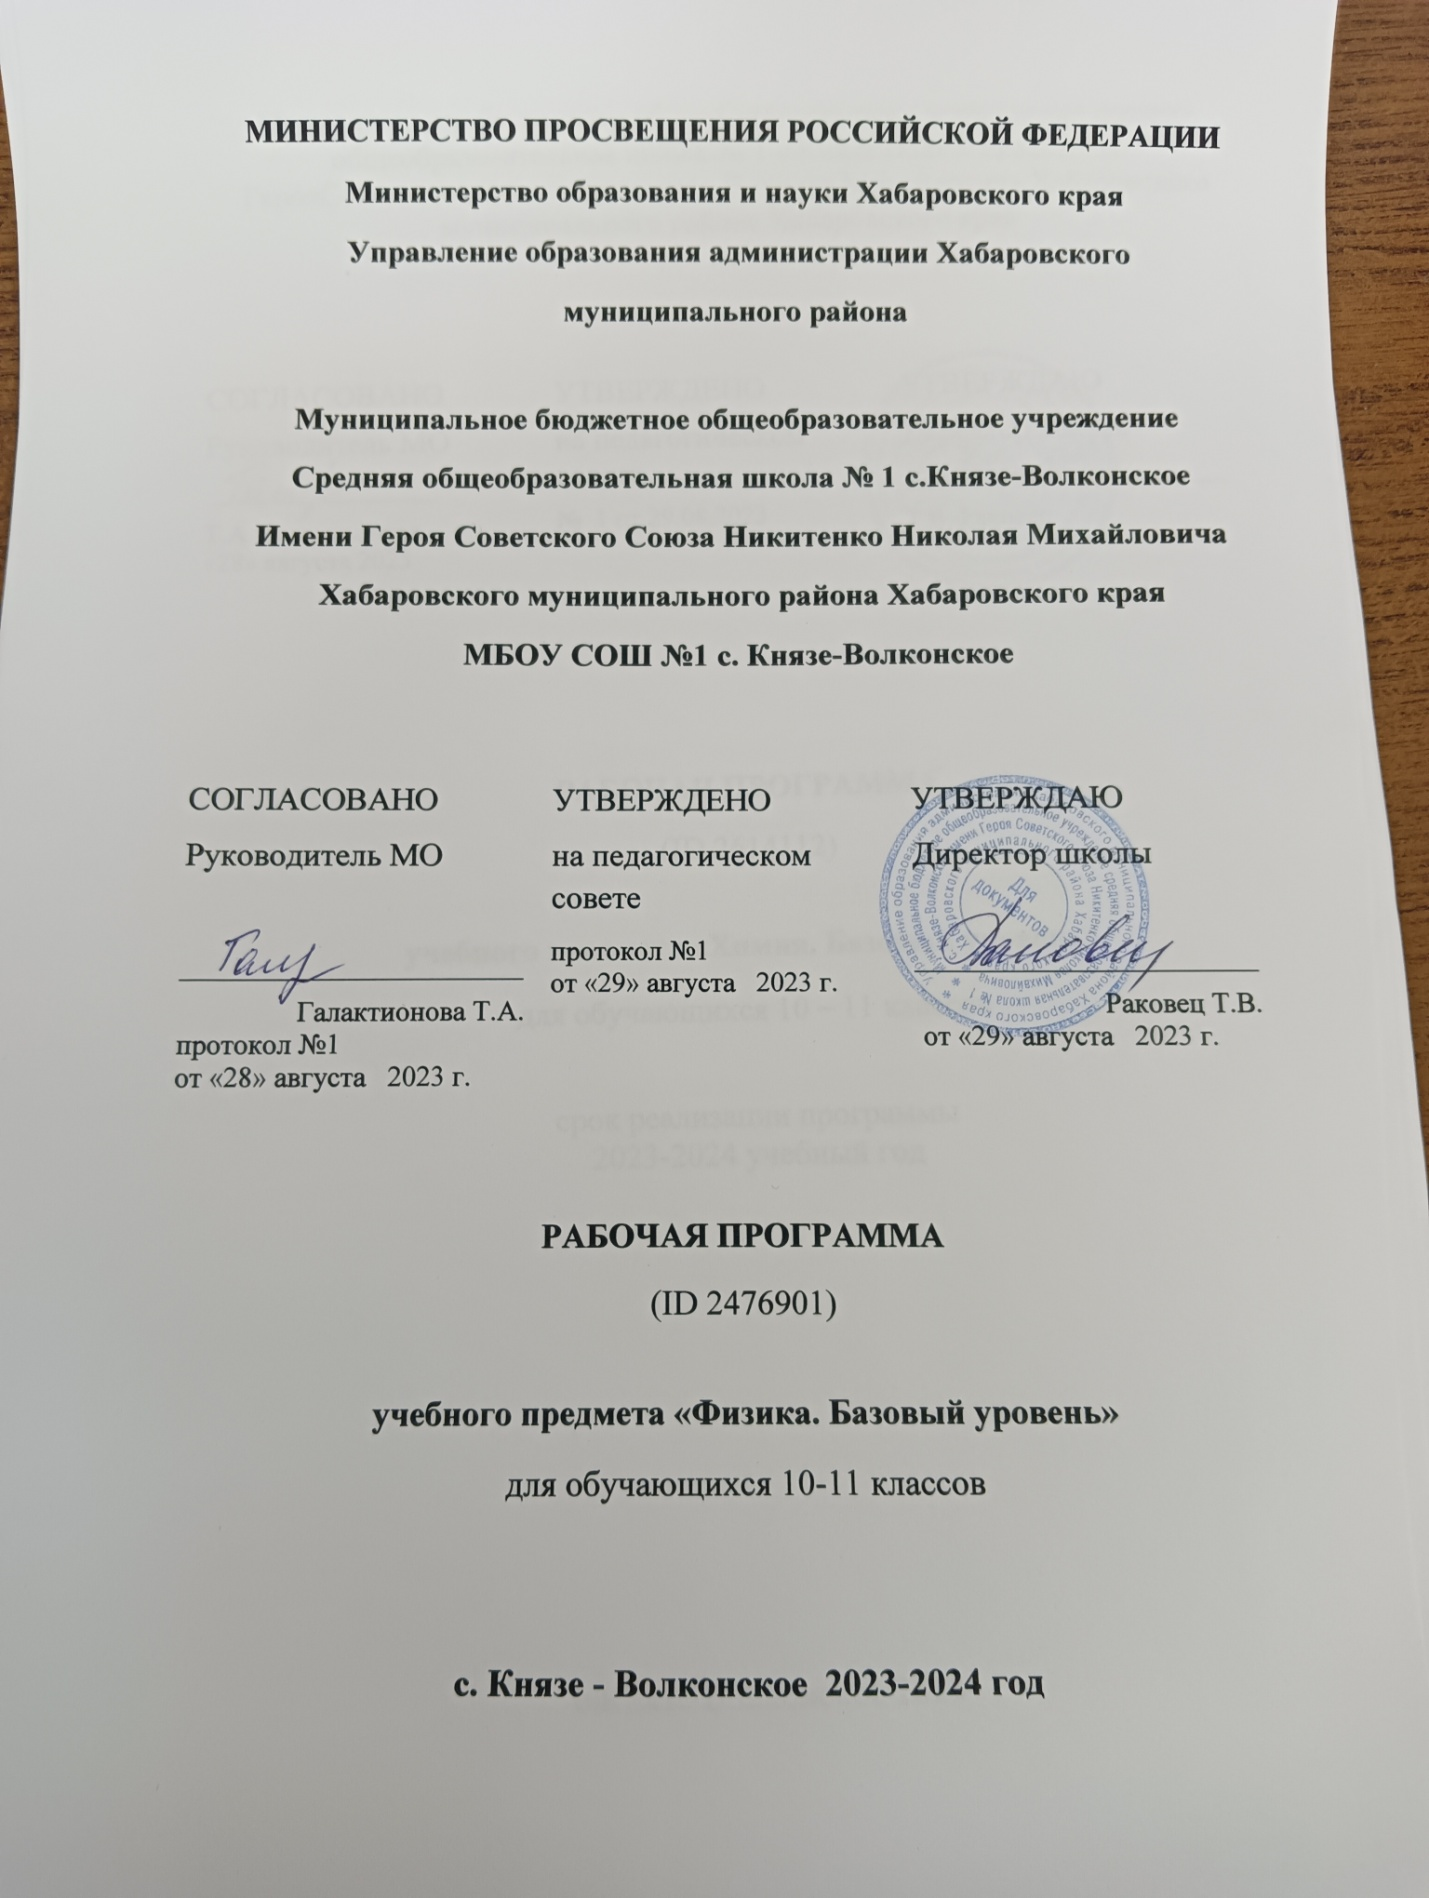 МИНИСТЕРСТВО ПРОСВЕЩЕНИЯ РОССИЙСКОЙ ФЕДЕРАЦИИ
Министерство образования и науки Хабаровского края
Управление образования администрации Хабаровского
муниципального района
Муниципальное бюджетное общеобразовательное учреждение
Средняя общеобразовательная школа № 1 с.Князе-Волконское
Имени Героя Советского Союза Никитенко Николая Михайловича
Хабаровского муниципального района Хабаровского края
МБОУ СОШ №1 с. Князе-Волконское
СОГЛАСОВАНО
Руководитель МО
Галактионова Т.А.
протокол №1
от «28» августа 2023 г.
УТВЕРЖДЕНО
на педагогическом
совете
протокол №1
от «29» августа 2023 г.
УТВЕРЖДАЮ
Директор школы
Для
документов
Раковец Т.В.
от «29» августа 2023 г.
РАБОЧАЯ ПРОГРАММА
(ID 2476901)
учебного предмета «Физика. Базовый уровень»
для обучающихся 10-11 классов
с. Князе - Волконское 2023-2024 год